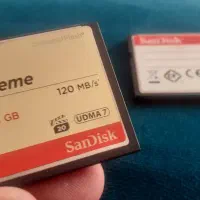 eme
120 MB/s
GB
20
UDMA 7
SanDisk
SanDisk